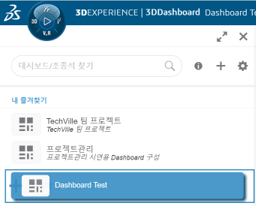 3DEXPERIENCE | 3DDashboard Dashboard Te
3D
V,R
대시보드/초종석 찾기
내 즐겨찾기
TechVille 팀 프로젝트
TechVille 팀 프로젝트
프로젝트관리
프로젝트관리 시연용 Dashboard 구성
Dashboard Test